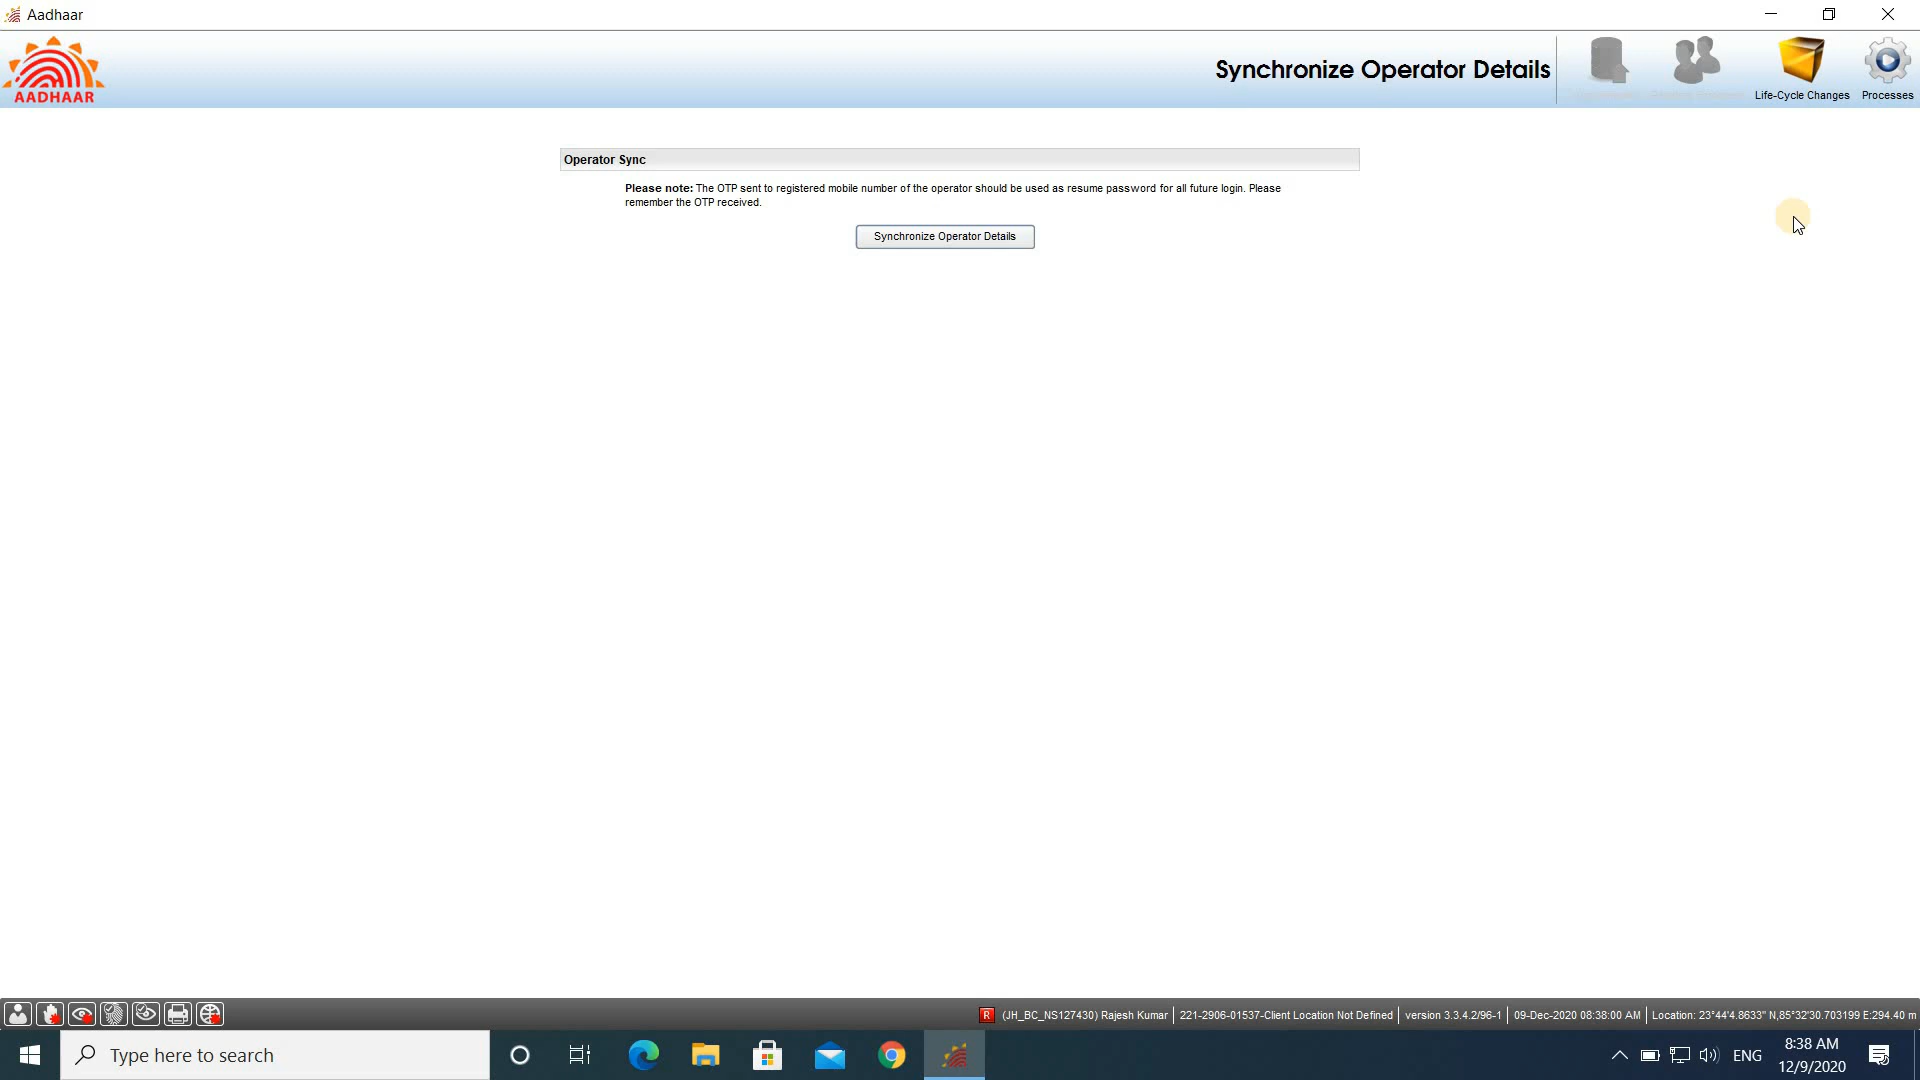 Aadhaar
AADHAAR
Synchronize Operator Details
Life-Cycle Changes
Processes
Operator Sync
Please note: The OTP sent to registered mobile number of the operator should be used as resume password for all future login. Please
remember the OTP received.
Synchronize Operator Details
R (JH_BC_NS127430) Rajesh Kumar
221-2906-01537-Client Location Not Defined
version 3.3.4.2/96-1
09-Dec-2020 08:38:00 AM
Location: 23°44'4.8633" N,85°32'30.703199 E:294.40 m
Type here to search
ENG
8:38 AM
12/9/2020